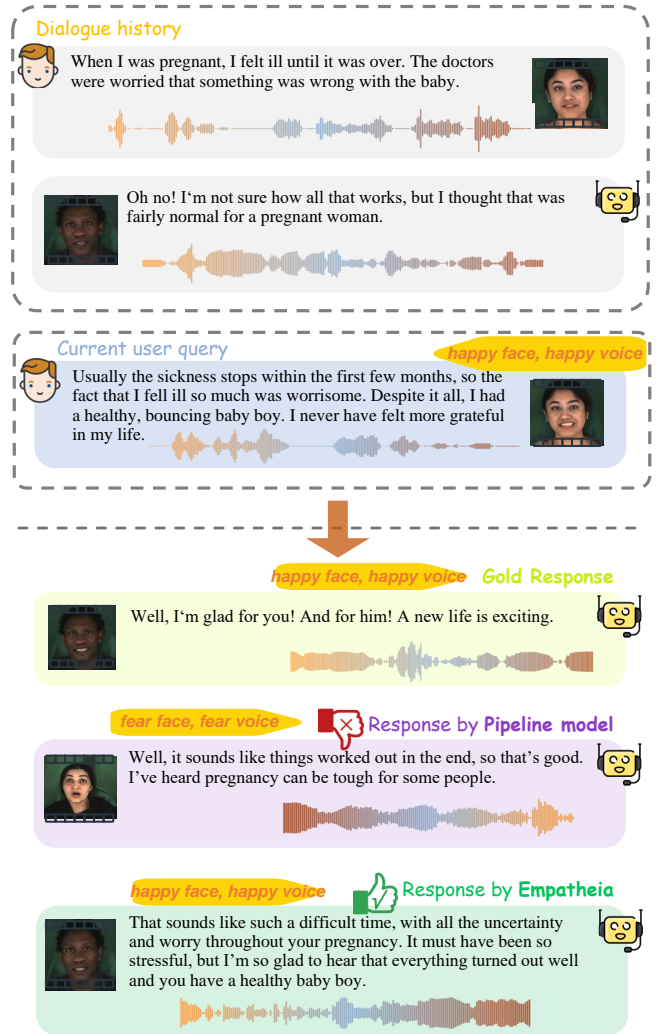 Dialogue history
When I was pregnant, I felt ill until it was over. The doctors
were worried that something was wrong with the baby.
Oh no! I‘m not sure how all that works, but I thought that was
fairly normal for a pregnant woman.
Current user query
happy face, happy voice
Usually the sickness stops within the first few months, so the
fact that I fell ill so much was worrisome. Despite it all, I had
a healthy, bouncing baby boy. I never have felt more grateful
in my life.
happy face, happy voice
Gold Response
Well, I‘m glad for you! And for him! A new life is exciting.
fear face, fear voice
Response by Pipeline model
Well, it sounds like things worked out in the end, so that’s good.
I’ve heard pregnancy can be tough for some people.
happy face, happy voice
Response by Empatheia
That sounds like such a difficult time, with all the uncertainty
and worry throughout your pregnancy. It must have been so
stressful, but I’m so glad to hear that everything turned out well
and you have a healthy baby boy.